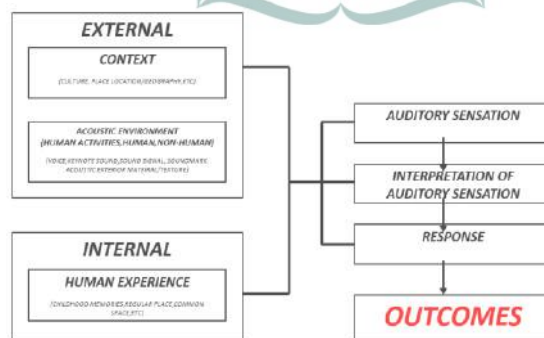 EXTERNAL
CONTEXT
(CULTURE, PLACE LOCATION/GEOGRAPHY,ETC)
ACOUSTIC ENVIRONMENT
(HUMAN ACTIVITIES,HUMAN,NON-HUMAN)
(VOICE,KEYNOTE SOUND,SOUND SIGNAL, SOUNDMARK
ACOUSTIC EXTERIOR MATERIAL/TEXTURE)
INTERNAL
HUMAN EXPERIENCE
(CHILDHOOD MEMORIES,REGULAR PLACE,COMMON
SPACE,ETC)
AUDITORY SENSATION
INTERPRETATION OF
AUDITORY SENSATION
RESPONSE
OUTCOMES